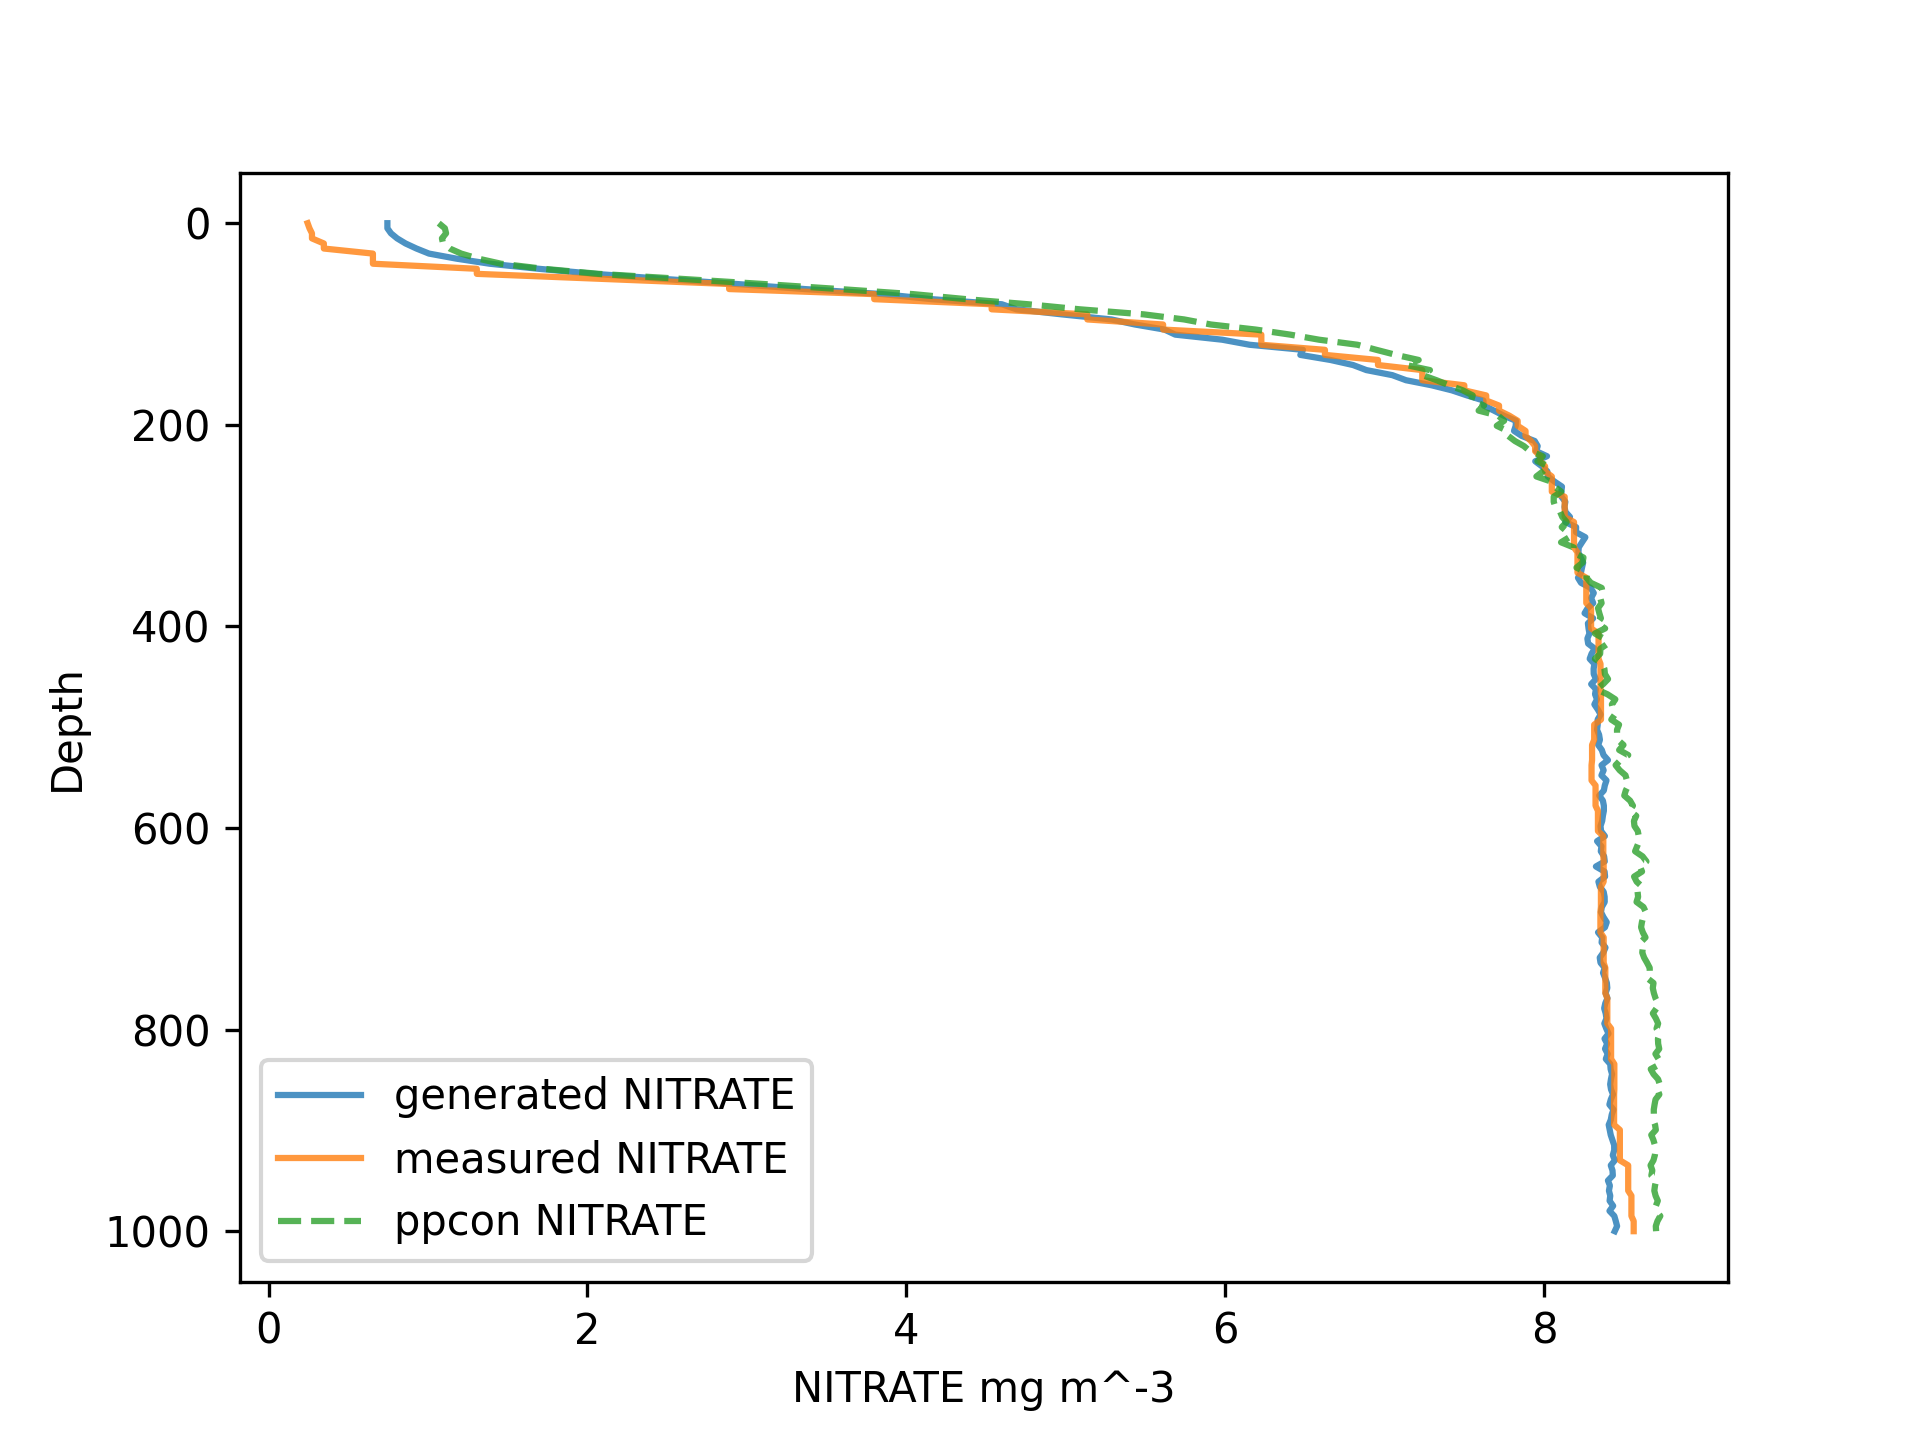 0
200
400
600
800
1000
Depth
generated NITRATE
measured NITRATE
ppcon NITRATE
0 2 4 6 8
NITRATE mg m^-3